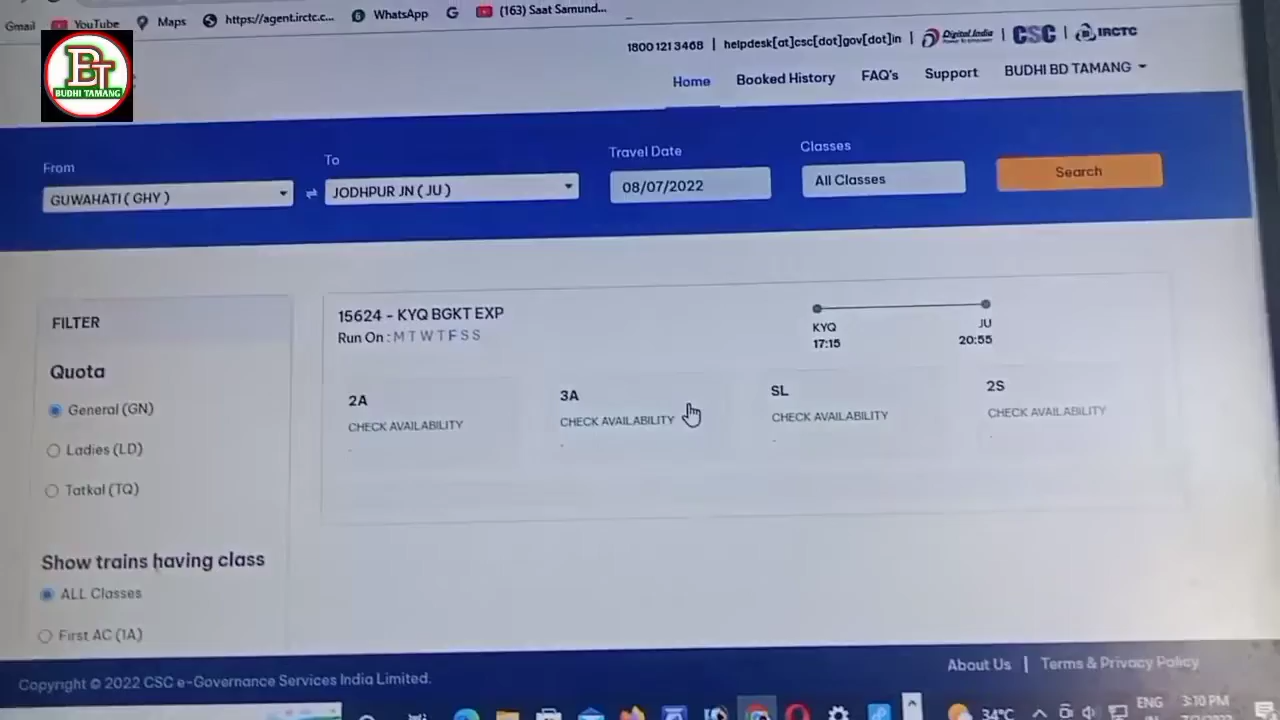 Gmail YouTube Maps https://agent.irctc.c... WhatsApp G (163) Saat Samund...
BT
BUDHI TAMANG
1800 121 3468 | helpdesk[at]csc[dot]gov[dot]in | Digital India | CSC | IRCTC
Home Booked History FAQ's Support BUDHI BD TAMANG
From To Travel Date Classes
GUWAHATI ( GHY ) JODHPUR JN ( JU ) 08/07/2022 All Classes Search
FILTER
Quota
General (GN)
Ladies (LD)
Tatkal (TQ)
Show trains having class
ALL Classes
First AC (1A)
15624 - KYQ BGKT EXP
Run On : M T W T F S S
KYQ JU
17:15 20:55
2A 3A SL 2S
CHECK AVAILABILITY CHECK AVAILABILITY CHECK AVAILABILITY CHECK AVAILABILITY
About Us | Terms & Privacy Policy
Copyright © 2022 CSC e-Governance Services India Limited.
34°C ENG 3:10 PM